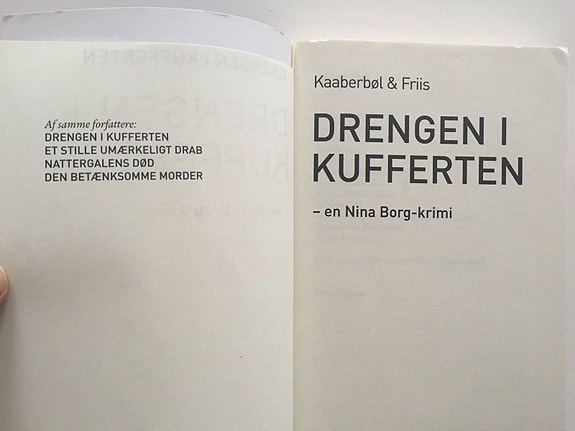 Af samme forfattere:
DRENGEN I KUFFERTEN
ET STILLE UMÆRKELIGT DRAB
NATTERGALENS DØD
DEN BETÆNKSOMME MORDER
Kaaberbøl & Friis
DRENGEN I
KUFFERTEN
– en Nina Borg-krimi